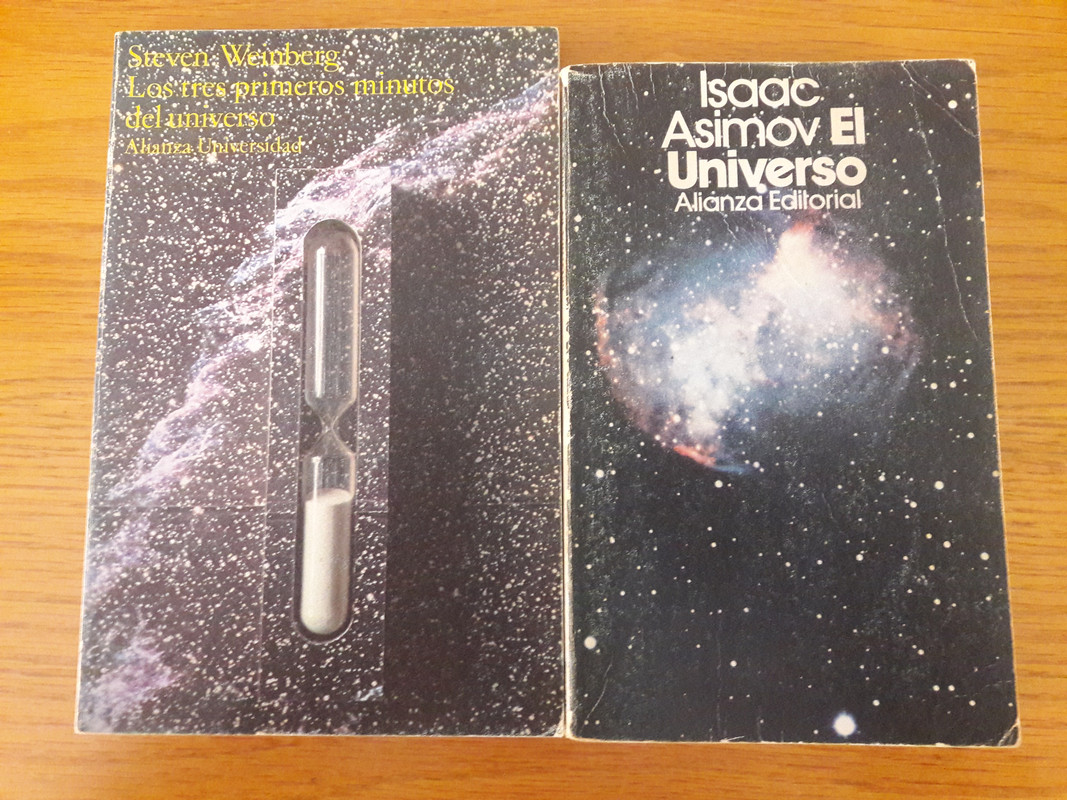 Steven Weinberg
Los tres primeros minutos
del universo
Alianza Universidad
Isaac
Asimov El
Universo
Alianza Editorial